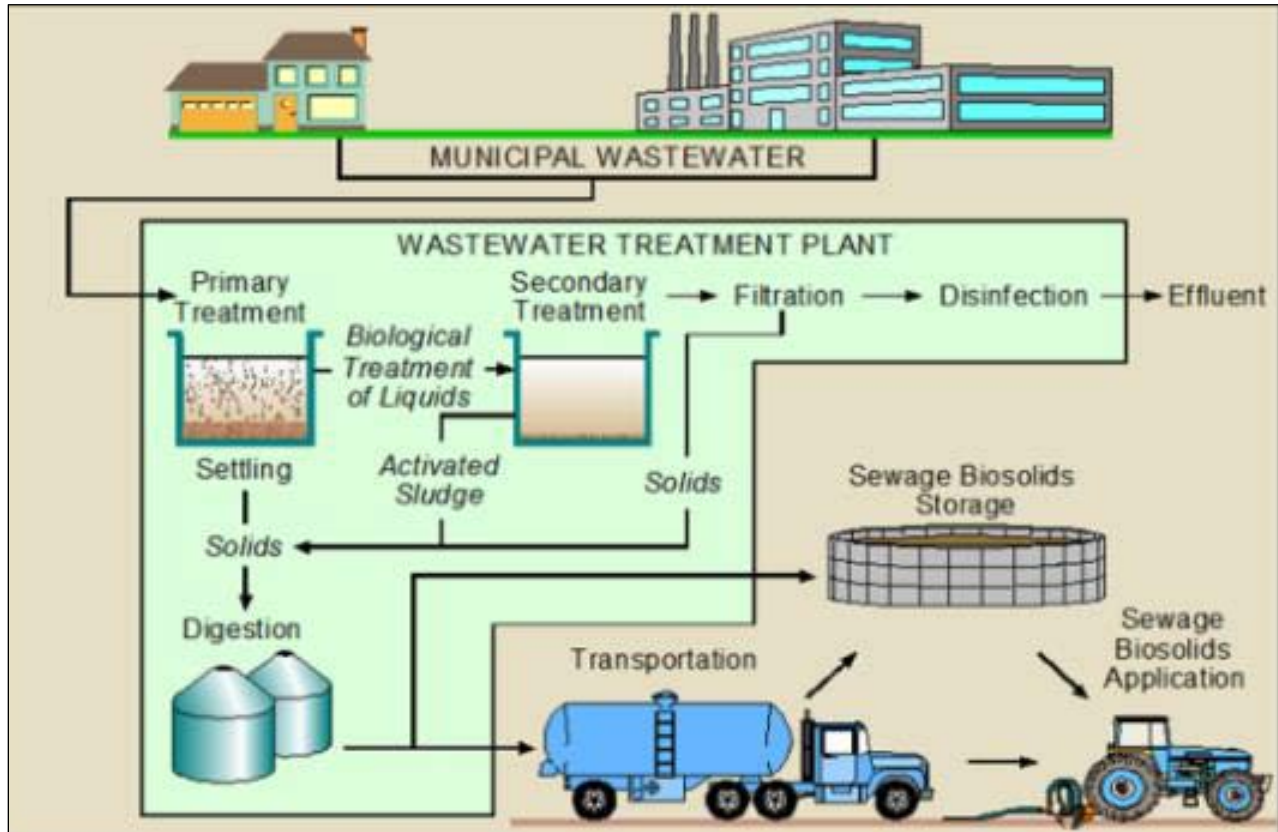 MUNICIPAL WASTEWATER
WASTEWATER TREATMENT PLANT
Primary
Treatment
Secondary
Treatment
Filtration
Disinfection
Effluent
Biological
Treatment
of Liquids
Settling
Activated
Sludge
Solids
Solids
Digestion
Sewage Biosolids
Storage
Transportation
Sewage
Biosolids
Application